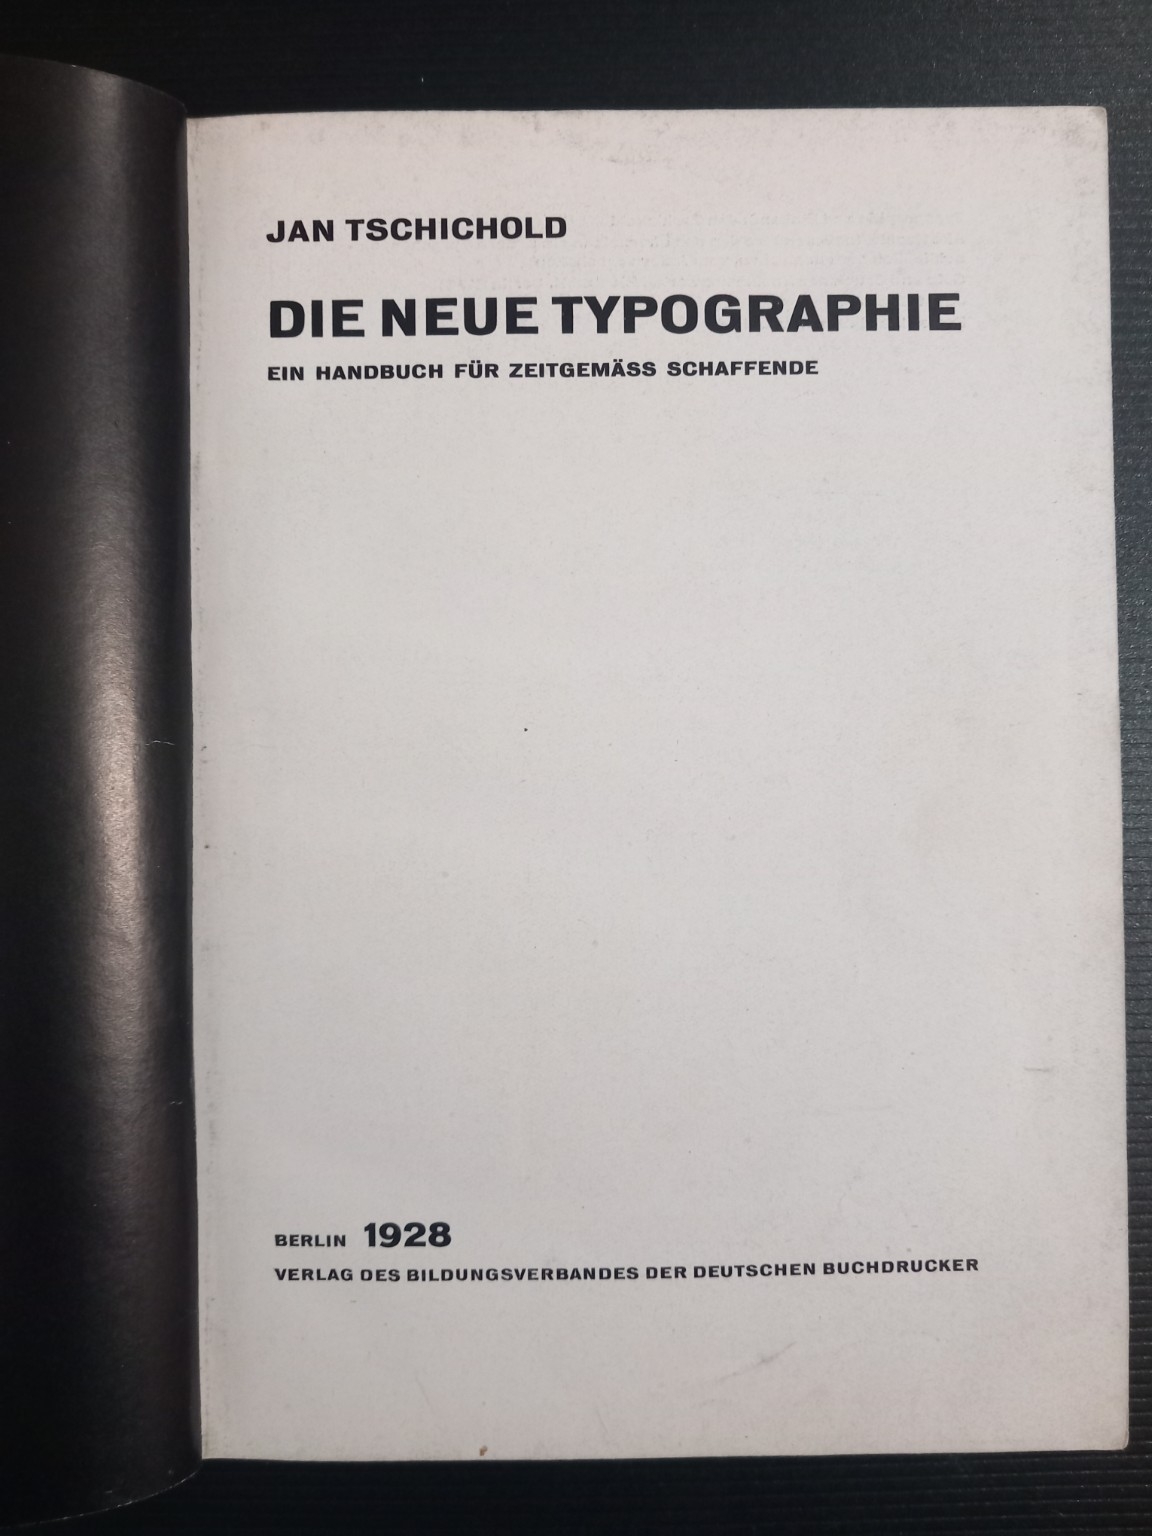 JAN TSCHICHOLD
DIE NEUE TYPOGRAPHIE
EIN HANDBUCH FÜR ZEITGEMÄSS SCHAFFENDE
BERLIN 1928
VERLAG DES BILDUNGSVERBANDES DER DEUTSCHEN BUCHDRUCKER